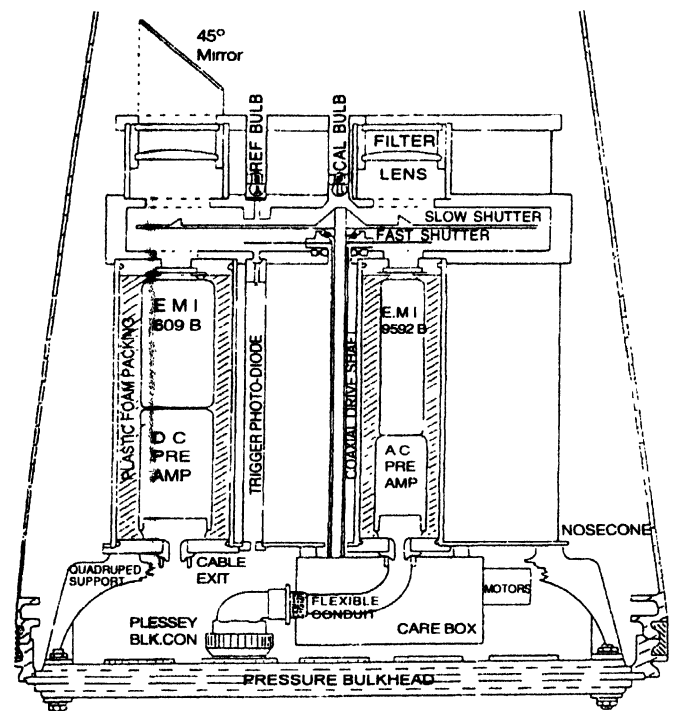 45º
Mirror
REF BULB
CAL BULB
FILTER
LENS
SLOW SHUTTER
FAST SHUTTER
PLASTIC FOAM PACKING
E M I
609 B
D C
PRE
AMP
TRIGGER PHOTO-DIODE
COAXIAL DRIVE SHAFT
E.M I
9592 B
A C
PRE
AMP
NOSECONE
QUADRUPED
SUPPORT
CABLE
EXIT
FLEXIBLE
CONDUIT
MOTORS
PLESSEY
BLK.CON
CARE BOX
PRESSURE BULKHEAD